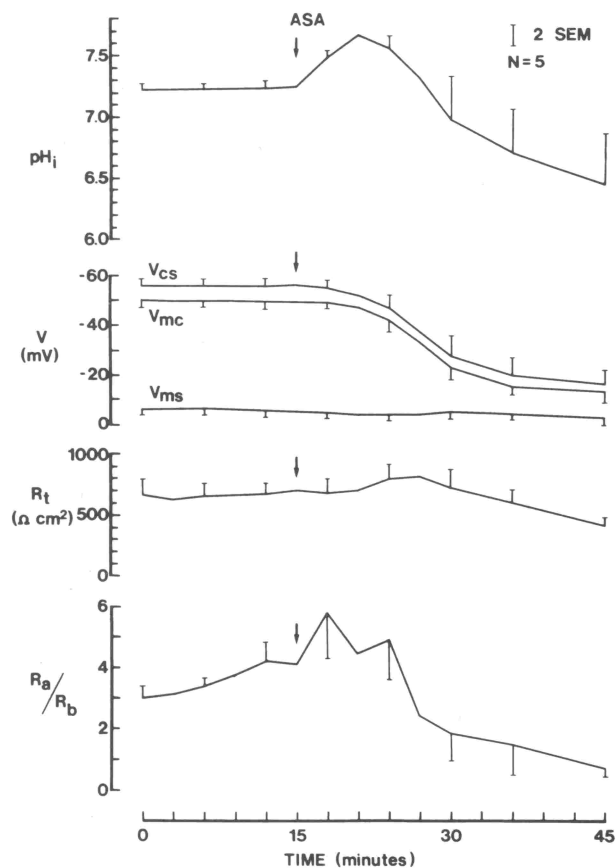 ASA
2 SEM
N=5
7.5
7.0
pHi
6.5
6.0
-60
Vcs
-40
Vmc
V
(mV)
-20
Vms
0
1000
Rt
(Ω cm²)
500
0
6
4
Ra/Rb
2
0
0 15 30 45
TIME (minutes)